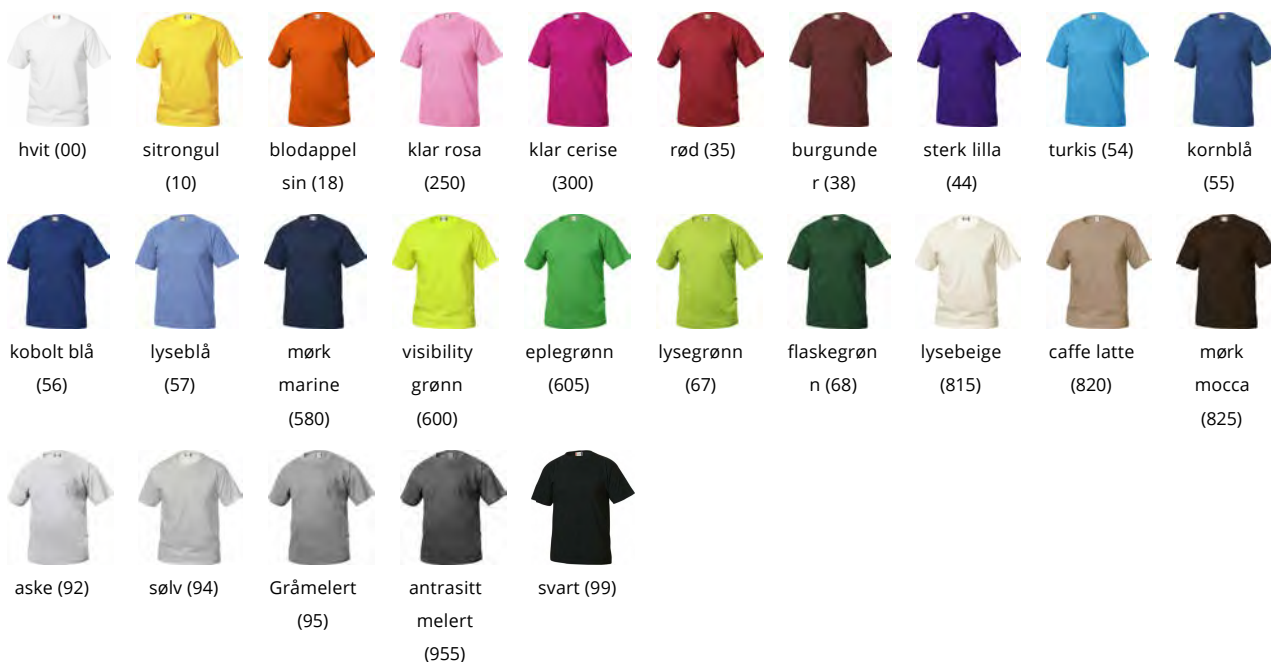 hvit (00)
sitrongul
(10)
blodappel
sin (18)
klar rosa
(250)
klar cerise
(300)
rød (35)
burgunde
r (38)
sterk lilla
(44)
turkis (54)
kornblå
(55)
kobolt blå
(56)
lyseblå
(57)
mørk
marine
(580)
visibility
grønn
(600)
eplegrønn
(605)
lysegrønn
(67)
flaskegrøn
n (68)
lysebeige
(815)
caffe latte
(820)
mørk
mocca
(825)
aske (92)
sølv (94)
Gråmelert
(95)
antrasitt
melert
(955)
svart (99)